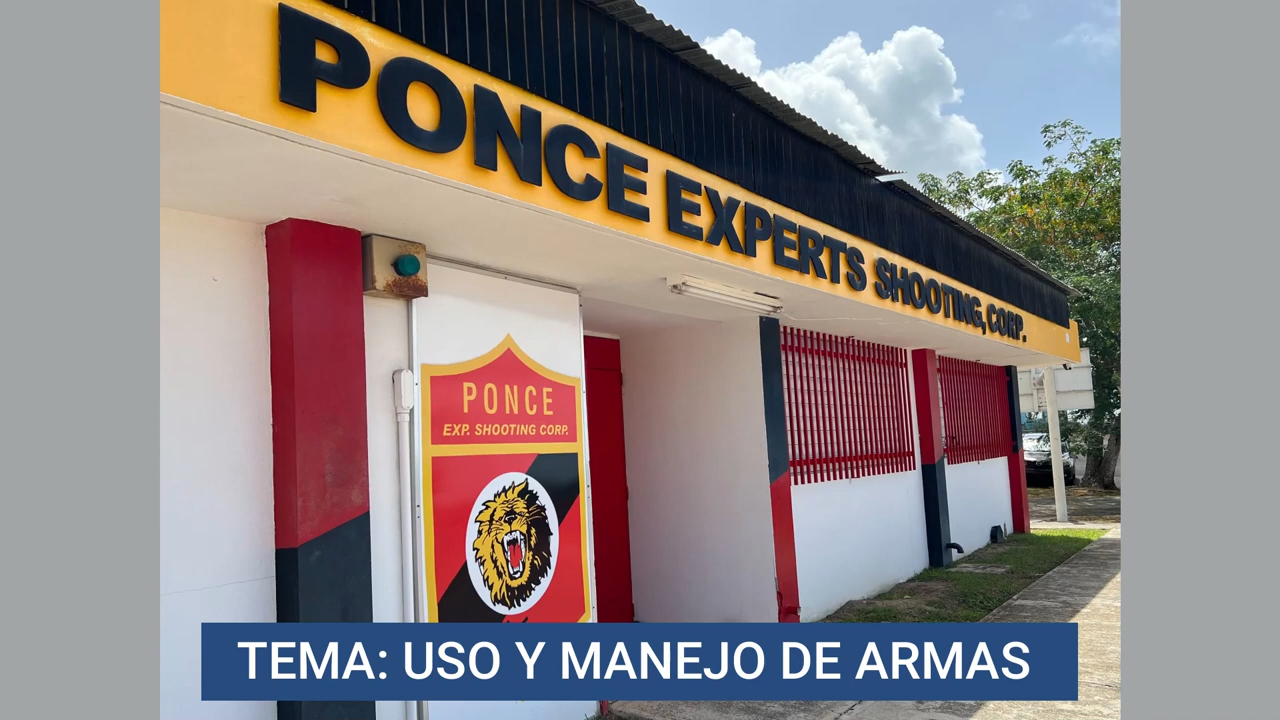 PONCE EXPERTS SHOOTING, CORP.
PONCE
EXP. SHOOTING CORP.
TEMA: USO Y MANEJO DE ARMAS